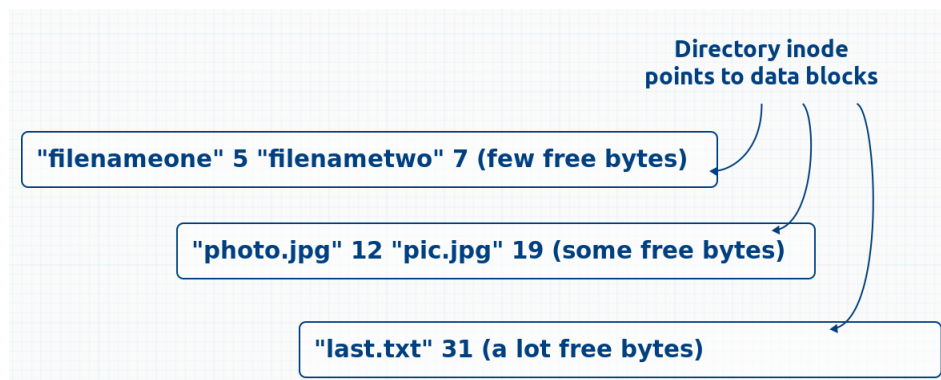 Directory inode
points to data blocks
"filenameone" 5 "filenametwo" 7 (few free bytes)
"photo.jpg" 12 "pic.jpg" 19 (some free bytes)
"last.txt" 31 (a lot free bytes)